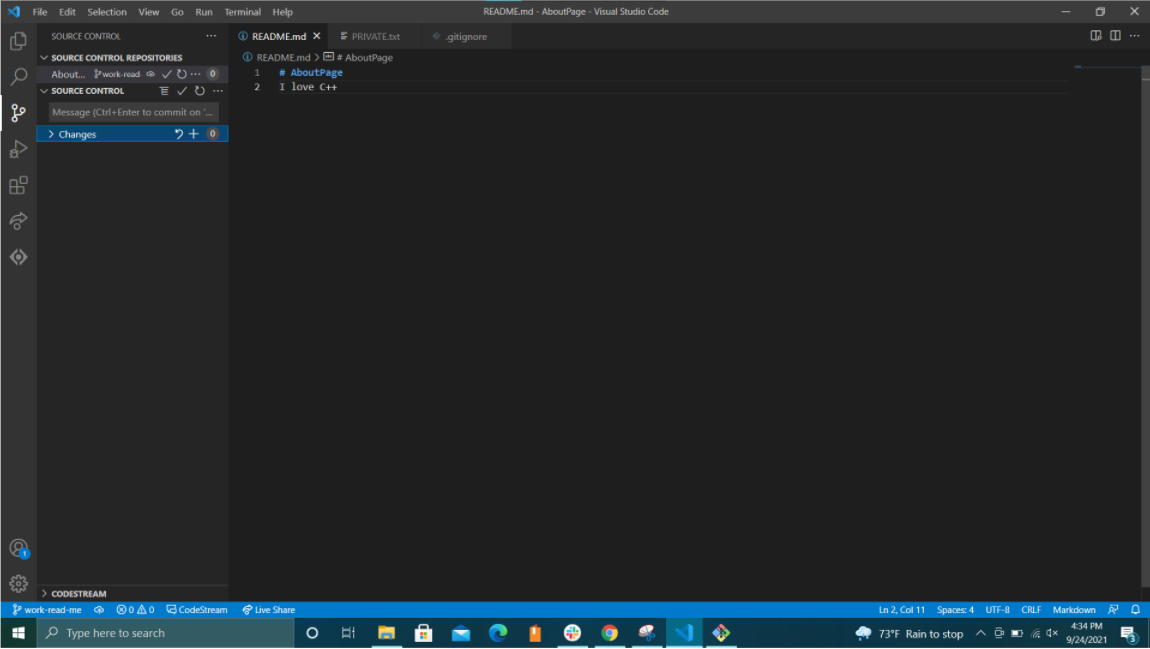 File Edit Selection View Go Run Terminal Help
README.md - AboutPage - Visual Studio Code
SOURCE CONTROL
README.md
PRIVATE.txt
.gitignore
SOURCE CONTROL REPOSITORIES
README.md > # AboutPage
About... work-read 0
1 # AboutPage
SOURCE CONTROL
2 I love C++
Message (Ctrl+Enter to commit on '...
Changes 0
1
CODESTREAM
work-read-me 0 0 CodeStream Live Share
Ln 2, Col 11 Spaces: 4 UTF-8 CRLF Markdown
Type here to search
73°F Rain to stop
4:34 PM
9/24/2021
3